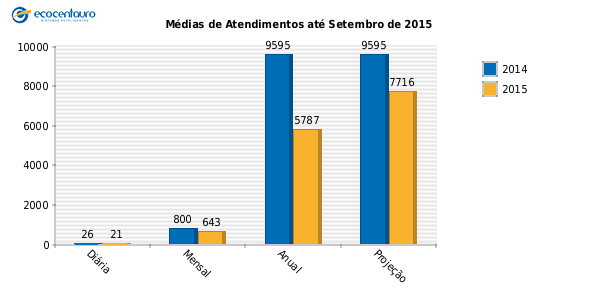 ecocentauro
Médias de Atendimentos até Setembro de 2015
10000
8000
6000
4000
2000
0
26
21
800
643
9595
5787
9595
7716
Diária
Mensal
Anual
Projeção
2014
2015